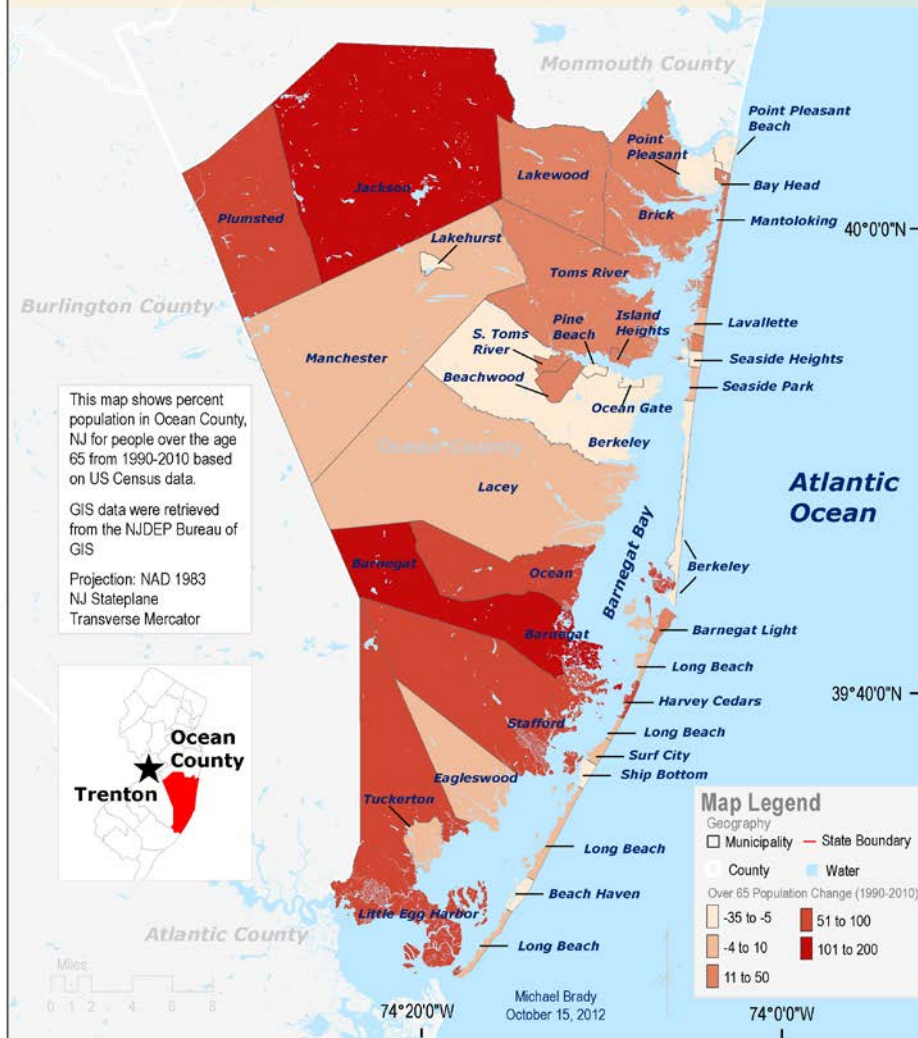 Monmouth County
Point Pleasant
Beach
Point
Pleasant
Lakewood
Bay Head
Jackson
Plumsted
Brick
Mantoloking
40°0'0"N
Lakehurst
Toms River
Burlington County
Island
Heights
Pine
Beach
Lavallette
S. Toms
River
Manchester
Seaside Heights
Beachwood
Seaside Park
Ocean Gate
Berkeley
This map shows percent
population in Ocean County,
NJ for people over the age
65 from 1990-2010 based
on US Census data.
GIS data were retrieved
from the NJDEP Bureau of
GIS
Projection: NAD 1983
NJ Stateplane
Transverse Mercator
Ocean County
Lacey
Atlantic
Ocean
Barnegat Bay
Barnegat
Ocean
Berkeley
Barnegat
Barnegat Light
Long Beach
39°40'0"N
Harvey Cedars
Stafford
Long Beach
Surf City
Ship Bottom
Eagleswood
Tuckerton
Ocean
County
Trenton
Long Beach
Beach Haven
Little Egg Harbor
Long Beach
Atlantic County
Map Legend
Geography
Municipality
State Boundary
County
Water
Over 65 Population Change (1990-2010)
-35 to -5
51 to 100
-4 to 10
101 to 200
11 to 50
Miles
0 1 2 4 6 8
Michael Brady
October 15, 2012
74°20'0"W
74°0'0"W